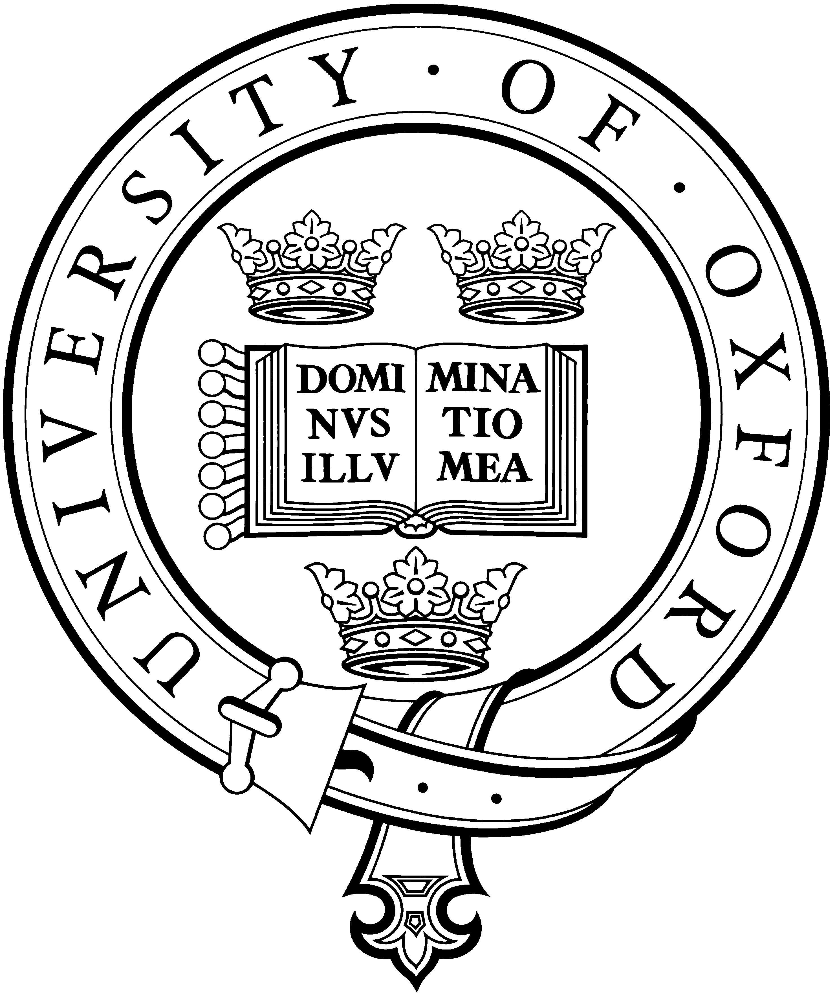 UNIVERSITY · OF · OXFORD
DOMI
NVS
ILLV
MINA
TIO
MEA